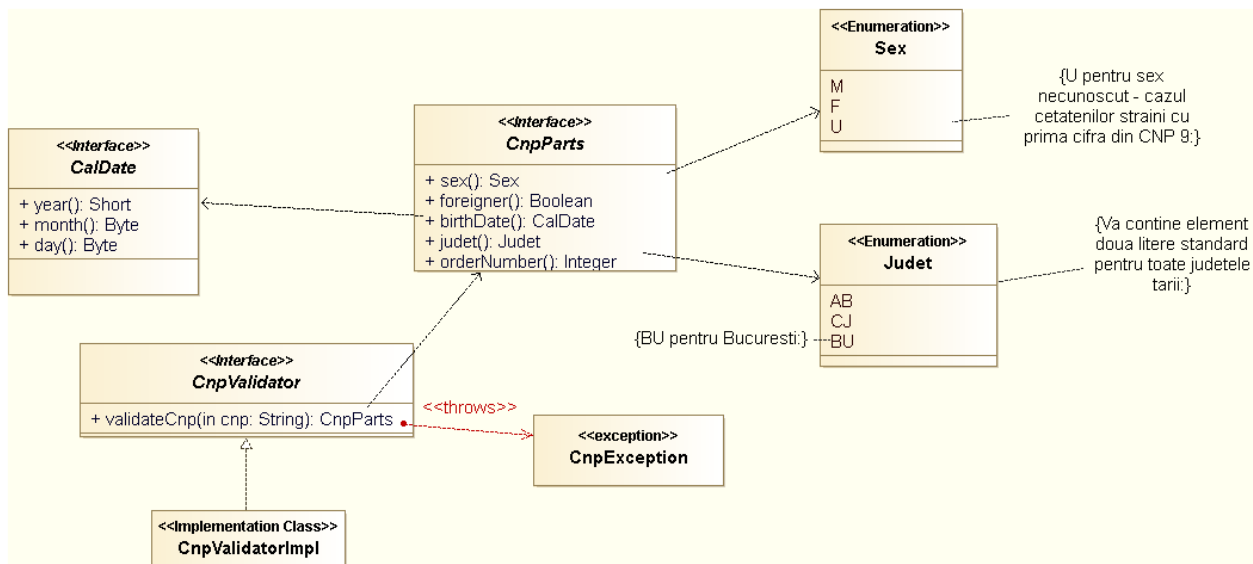 <<Enumeration>>
Sex
M
F
U
{U pentru sex
necunoscut - cazul
cetatenilor straini cu
prima cifra din CNP 9:}
<<Interface>>
CnpParts
+ sex(): Sex
+ foreigner(): Boolean
+ birthDate(): CalDate
+ judet(): Judet
+ orderNumber(): Integer
<<Interface>>
CalDate
+ year(): Short
+ month(): Byte
+ day(): Byte
<<Enumeration>>
Judet
AB
CJ
BU
{Va contine element
doua litere standard
pentru toate judetele
tarii:}
{BU pentru Bucuresti:}
<<Interface>>
CnpValidator
+ validateCnp(in cnp: String): CnpParts
<<throws>>
<<exception>>
CnpException
<<Implementation Class>>
CnpValidatorImpl